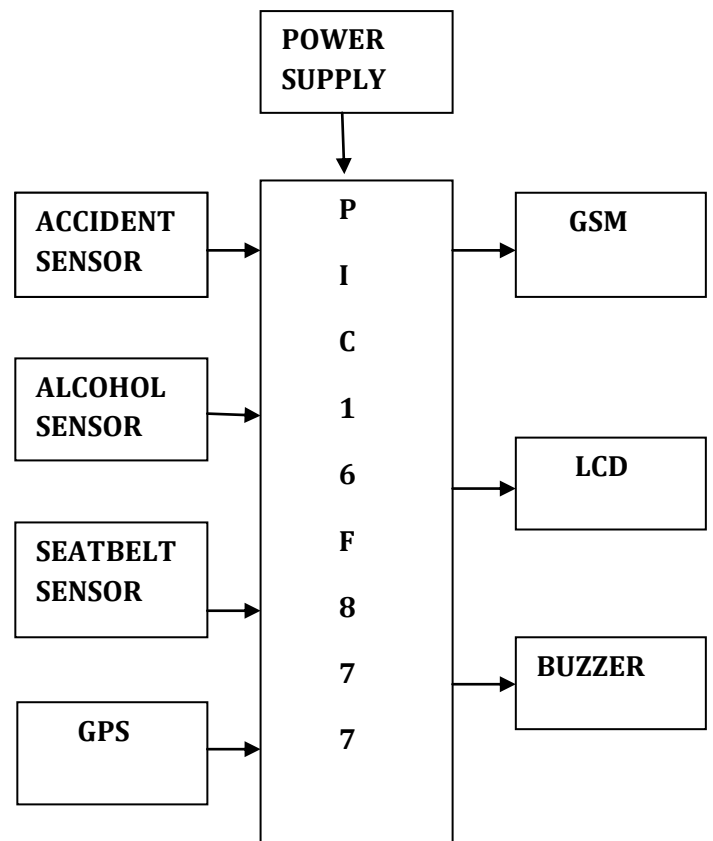 POWER
SUPPLY
ACCIDENT
SENSOR
ALCOHOL
SENSOR
SEATBELT
SENSOR
GPS
P
I
C
1
6
F
8
7
7
GSM
LCD
BUZZER